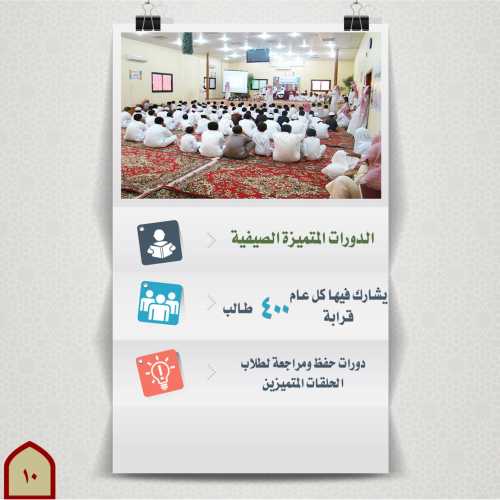 الدورات المتميزة الصيفية
يشارك فيها كل عام ٤٠٠ طالب
قرابة
دورات حفظ ومراجعة لطلاب
الحلقات المتميزين
١٠